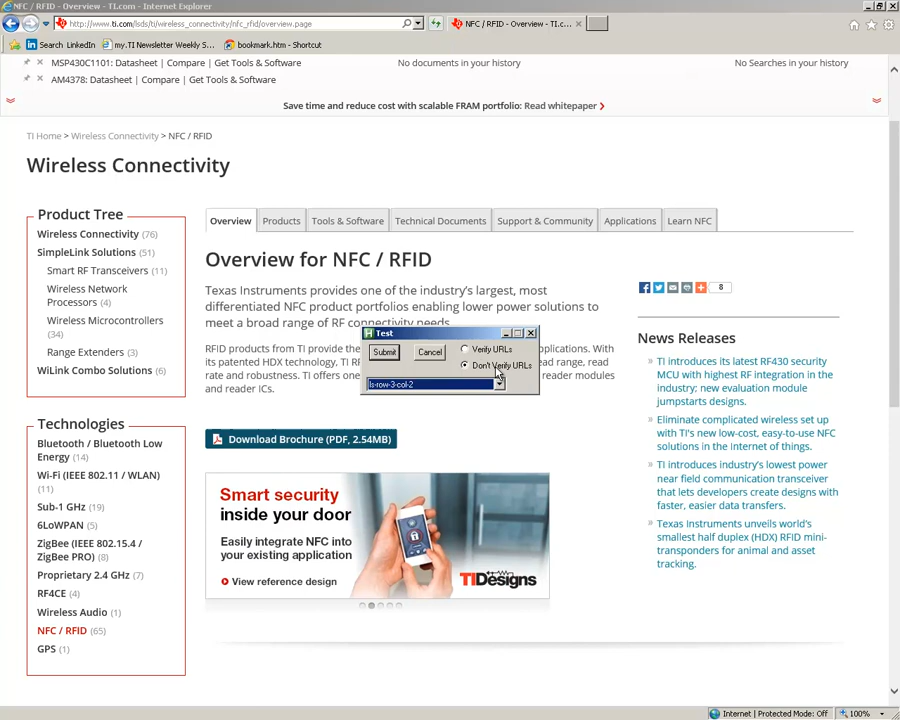 NFC / RFID - Overview - TI.com - Internet Explorer
http://www.ti.com/lsds/ti/wireless_connectivity/nfc_rfid/overview.page
NFC / RFID - Overview - TI.c...
Search LinkedIn
my.TI Newsletter Weekly S...
bookmark.htm - Shortcut
MSP430C1101: Datasheet | Compare | Get Tools & Software
No documents in your history
No Searches in your history
AM4378: Datasheet | Compare | Get Tools & Software
Save time and reduce cost with scalable FRAM portfolio: Read whitepaper
TI Home > Wireless Connectivity > NFC / RFID
Wireless Connectivity
Product Tree
Wireless Connectivity (76)
SimpleLink Solutions (51)
Smart RF Transceivers (11)
Wireless Network
Processors (4)
Wireless Microcontrollers
(34)
Range Extenders (3)
WiLink Combo Solutions (6)
Technologies
Bluetooth / Bluetooth Low
Energy (14)
Wi-Fi (IEEE 802.11 / WLAN)
(11)
Sub-1 GHz (19)
6LoWPAN (5)
ZigBee (IEEE 802.15.4 /
ZigBee PRO) (8)
Proprietary 2.4 GHz (7)
RF4CE (4)
Wireless Audio (1)
NFC / RFID (65)
GPS (1)
Overview Products Tools & Software Technical Documents Support & Community Applications Learn NFC
Overview for NFC / RFID
Texas Instruments provides one of the industry's largest, most
differentiated NFC product portfolios enabling lower power solutions to
meet a broad range of RF connectivity needs.
RFID products from TI provide the pplications. With
its patented HDX technology, TI RF ead range, read
rate and robustness. TI offers one reader modules
and reader ICs.
Test
Submit
Cancel
Verify URLs
Don't Verify URLs
ls-row-3-col-2
Download Brochure (PDF, 2.54MB)
Smart security
inside your door
Easily integrate NFC into
your existing application
View reference design
TIDesigns
8
News Releases
TI introduces its latest RF430 security
MCU with highest RF integration in the
industry; new evaluation module
jumpstarts designs.
Eliminate complicated wireless set up
with TI's new low-cost, easy-to-use NFC
solutions in the Internet of things.
TI introduces industry's lowest power
near field communication transceiver
that lets developers create designs with
faster, easier data transfers.
Texas Instruments unveils world's
smallest half duplex (HDX) RFID mini-
transponders for animal and asset
tracking.
Internet | Protected Mode: Off
100%